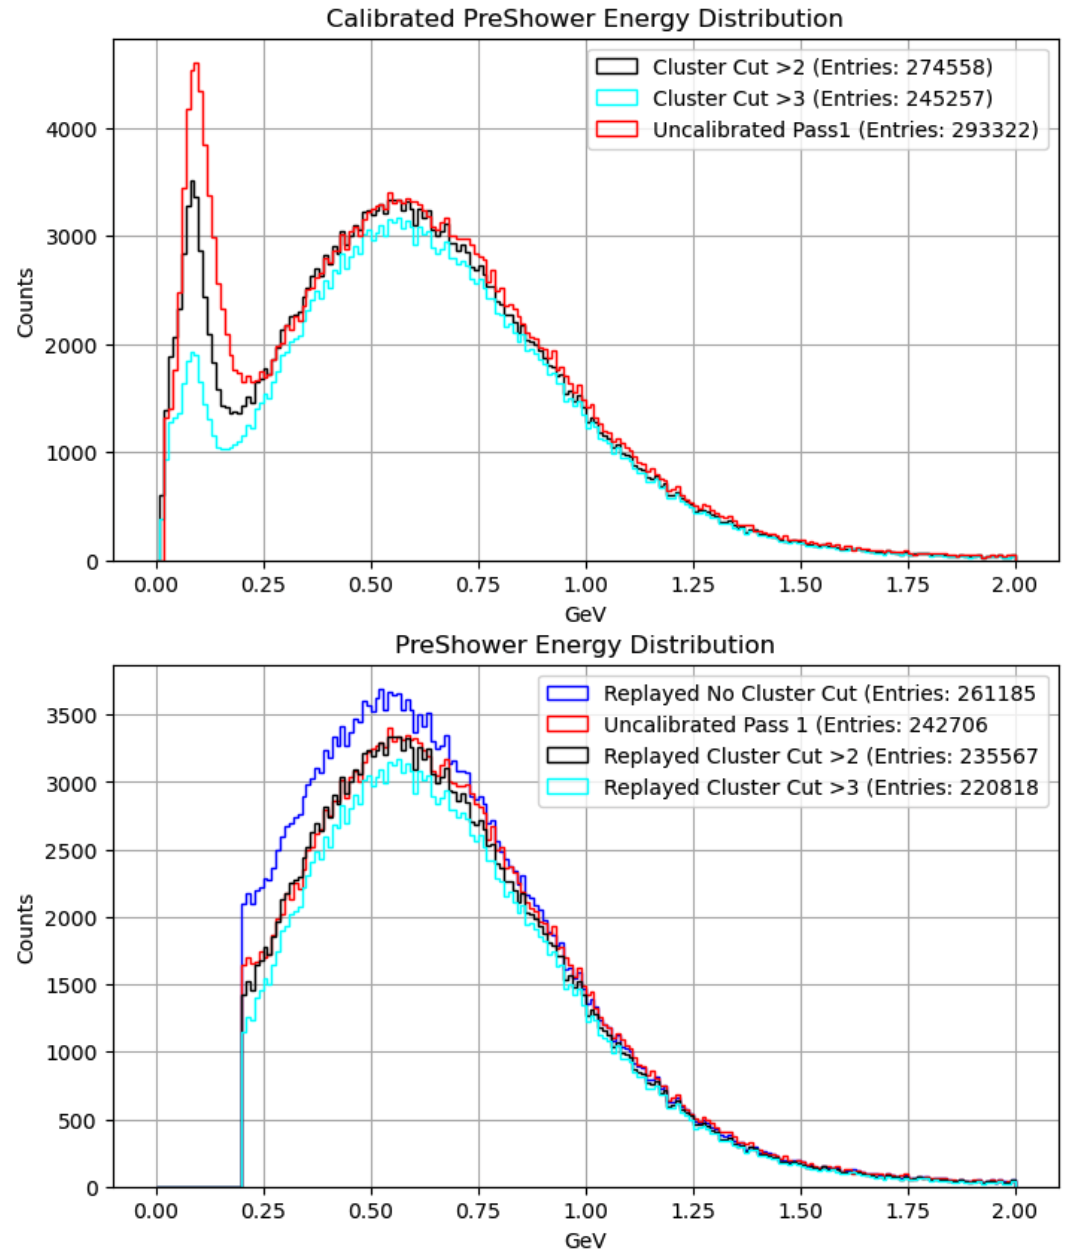 Calibrated PreShower Energy Distribution
Cluster Cut >2 (Entries: 274558)
Cluster Cut >3 (Entries: 245257)
Uncalibrated Pass1 (Entries: 293322)
Counts
4000
3000
2000
1000
0
0.00 0.25 0.50 0.75 1.00 1.25 1.50 1.75 2.00
GeV
PreShower Energy Distribution
Replayed No Cluster Cut (Entries: 261185
Uncalibrated Pass 1 (Entries: 242706
Replayed Cluster Cut >2 (Entries: 235567
Replayed Cluster Cut >3 (Entries: 220818
Counts
3500
3000
2500
2000
1500
1000
500
0
0.00 0.25 0.50 0.75 1.00 1.25 1.50 1.75 2.00
GeV